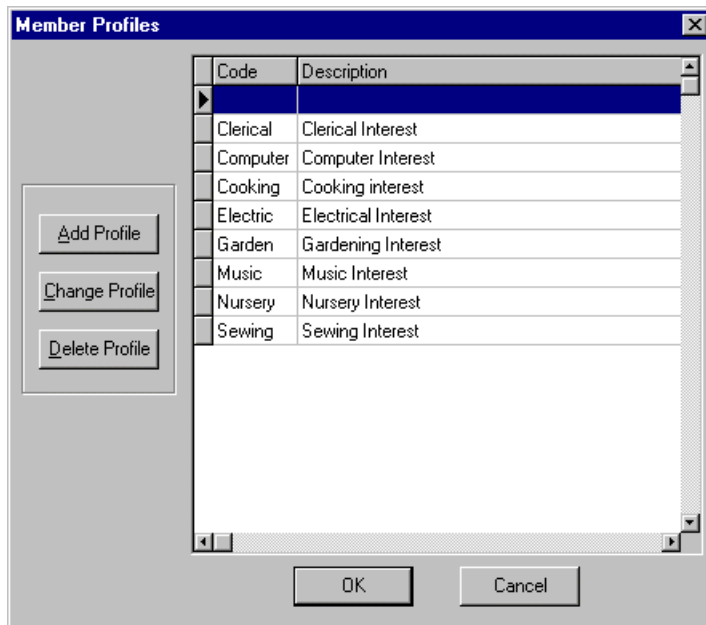 Member Profiles
Code Description
Clerical Clerical Interest
Computer Computer Interest
Cooking Cooking interest
Electric Electrical Interest
Garden Gardening Interest
Music Music Interest
Nursery Nursery Interest
Sewing Sewing Interest
Add Profile
Change Profile
Delete Profile
OK Cancel